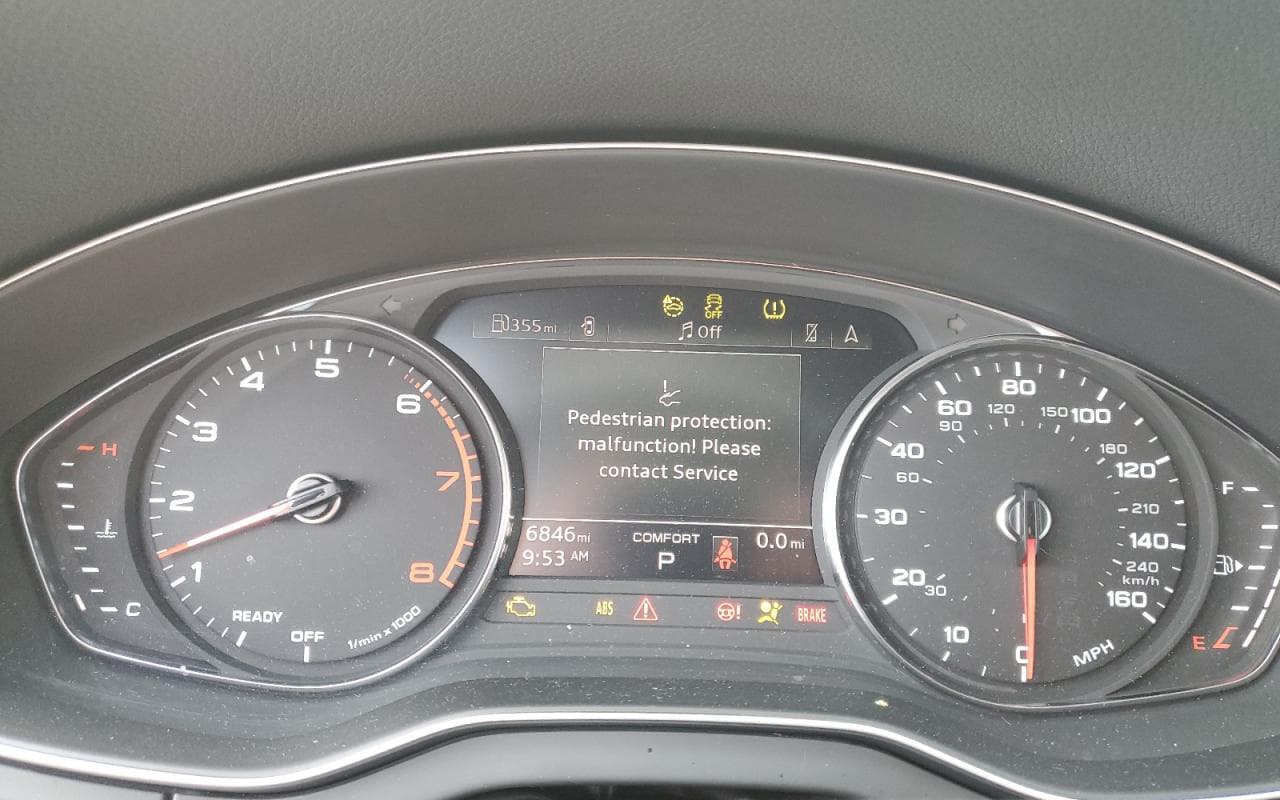 OFF
355mi
Off
Pedestrian protection:
malfunction! Please
contact Service
6846mi
9:53 AM
COMFORT
P
0.0mi
ABS
BRAKE
H
C
1
2
3
4
5
6
7
8
READY
OFF
1/min x 1000
0
10
20
30
40
60
80
100
120
140
160
30
60
90
120
150
180
210
240
km/h
MPH
F
E